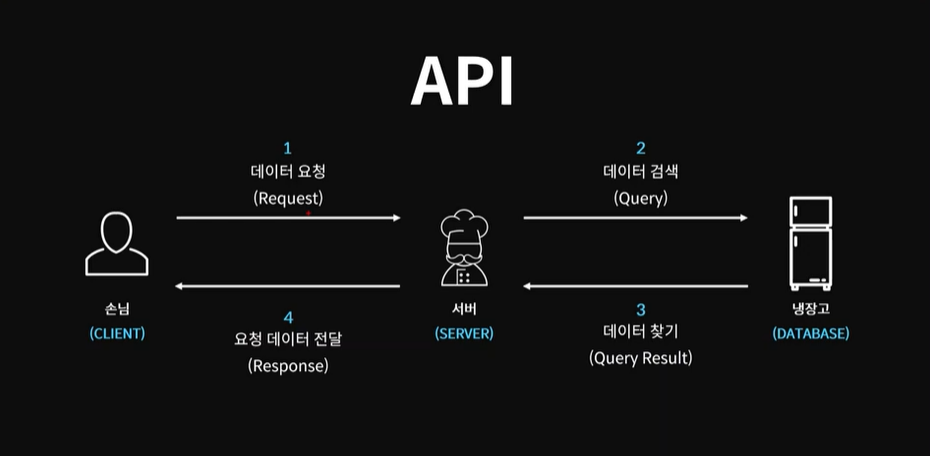 API
1
데이터 요청
(Request)
2
데이터 검색
(Query)
손님
(CLIENT)
서버
(SERVER)
냉장고
(DATABASE)
4
요청 데이터 전달
(Response)
3
데이터 찾기
(Query Result)